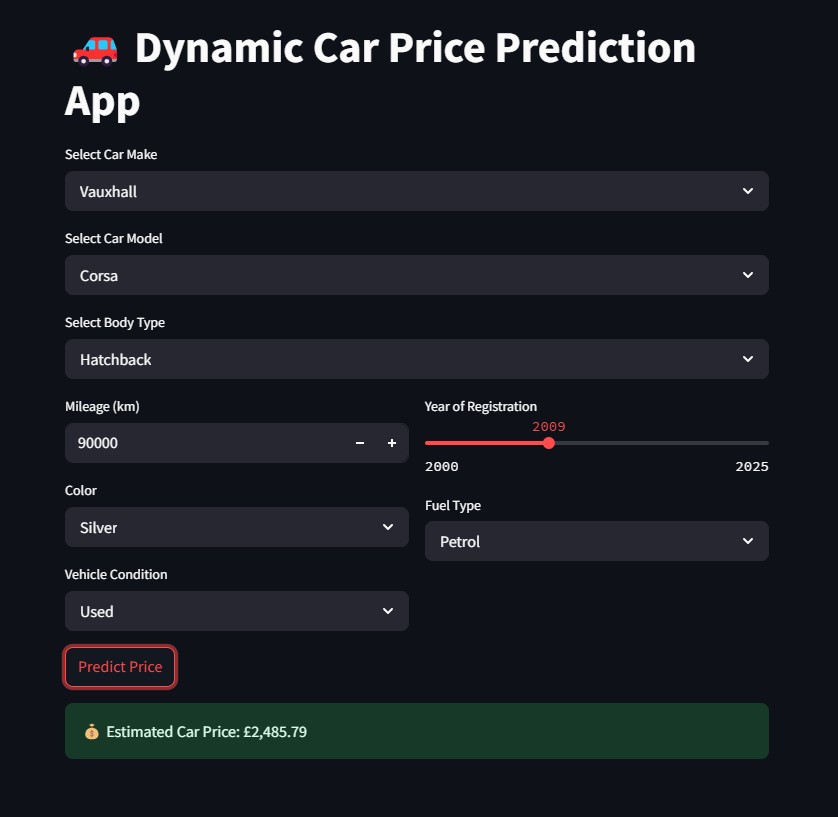 Dynamic Car Price Prediction
App
Select Car Make
Vauxhall
Select Car Model
Corsa
Select Body Type
Hatchback
Mileage (km)
90000
Year of Registration
2009
2000 2025
Color
Silver
Fuel Type
Petrol
Vehicle Condition
Used
Predict Price
Estimated Car Price: £2,485.79